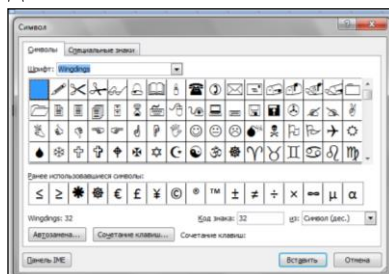 Символ
Символы Специальные знаки
Шрифт: Wingdings
Ранее использовавшиеся символы:
≤ ≥ € £ ¥ © ® ™ ± ≠ ÷ × ∞ µ α
Wingdings: 32 Код знака: 32 из: Символ (дес.)
Автозамена... Сочетание клавиш... Сочетание клавиш:
Панель IME Вставить Отмена